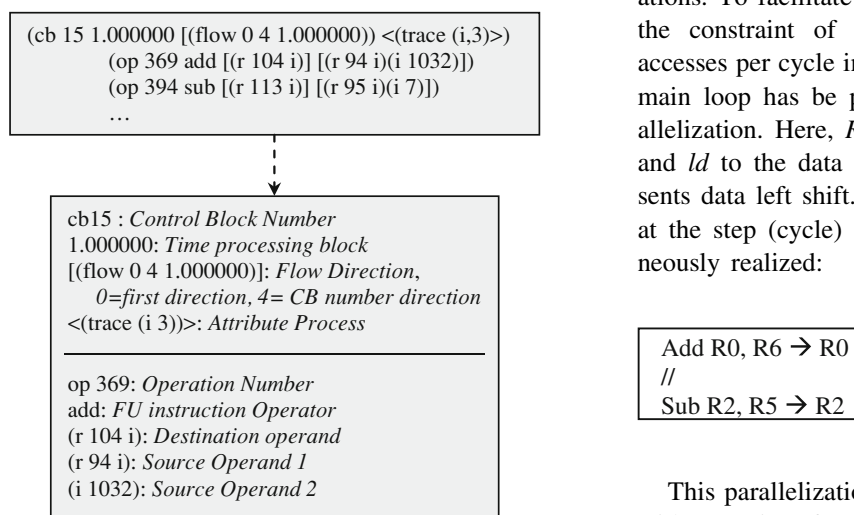 (cb 15 1.000000 [(flow 0 4 1.000000)) <(trace (i,3)>)
(op 369 add [(r 104 i)] [(r 94 i)(i 1032)])
(op 394 sub [(r 113 i)] [(r 95 i)(i 7)])
…
cb15 : Control Block Number
1.000000: Time processing block
[(flow 0 4 1.000000)]: Flow Direction,
0=first direction, 4= CB number direction
<(trace (i 3))>: Attribute Process
op 369: Operation Number
add: FU instruction Operator
(r 104 i): Destination operand
(r 94 i): Source Operand 1
(i 1032): Source Operand 2
ations. To facilitate
the constraint of
accesses per cycle in
main loop has be p
allelization. Here,
and ld to the data
sents data left shift.
at the step (cycle)
neously realized:
Add R0, R6 → R0
//
Sub R2, R5 → R2
This parallelizatio